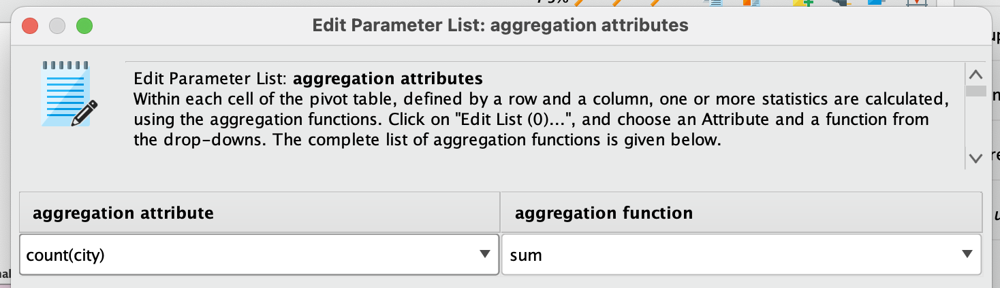 Edit Parameter List: aggregation attributes
Edit Parameter List: aggregation attributes
Within each cell of the pivot table, defined by a row and a column, one or more statistics are calculated,
using the aggregation functions. Click on "Edit List (0)...", and choose an Attribute and a function from
the drop-downs. The complete list of aggregation functions is given below.
aggregation attribute
aggregation function
count(city)
sum